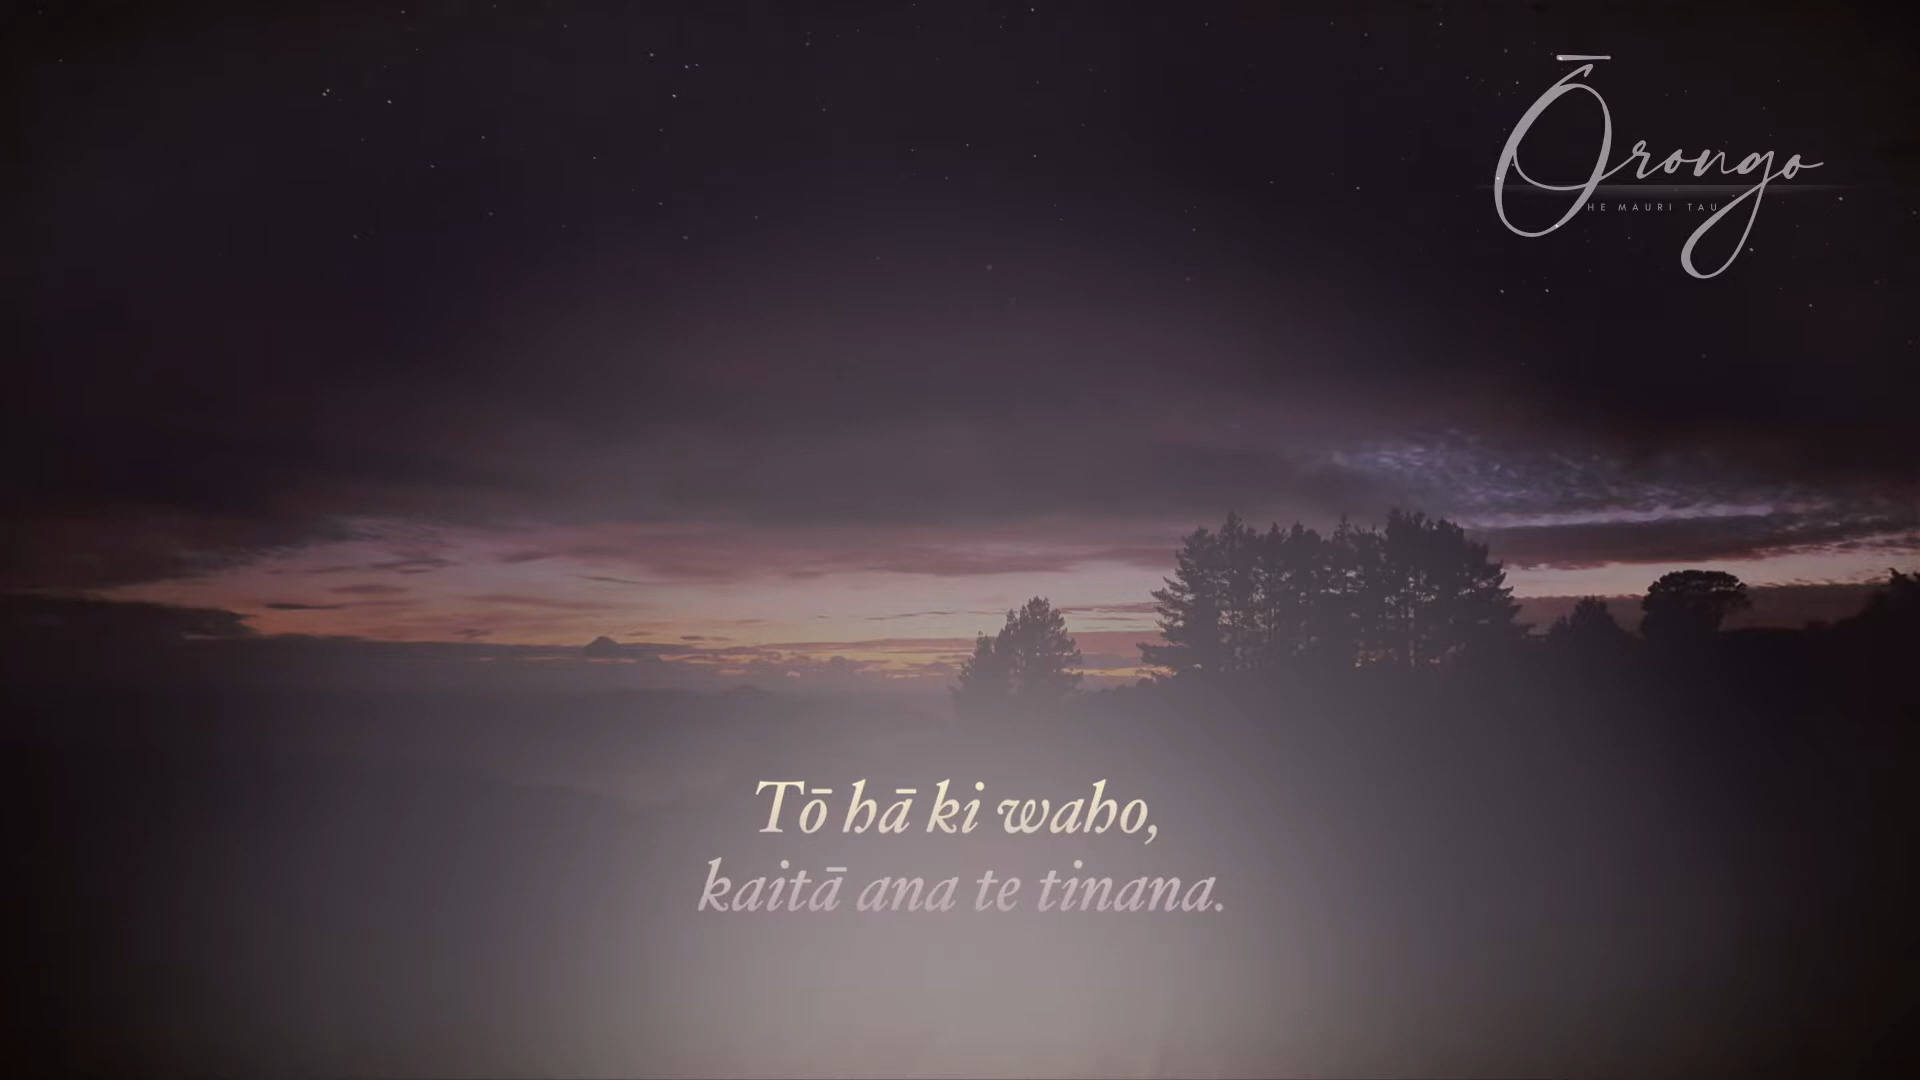 Ōrongo
HE MAURI TAU
Tō hā ki waho,
kaitā ana te tinana.